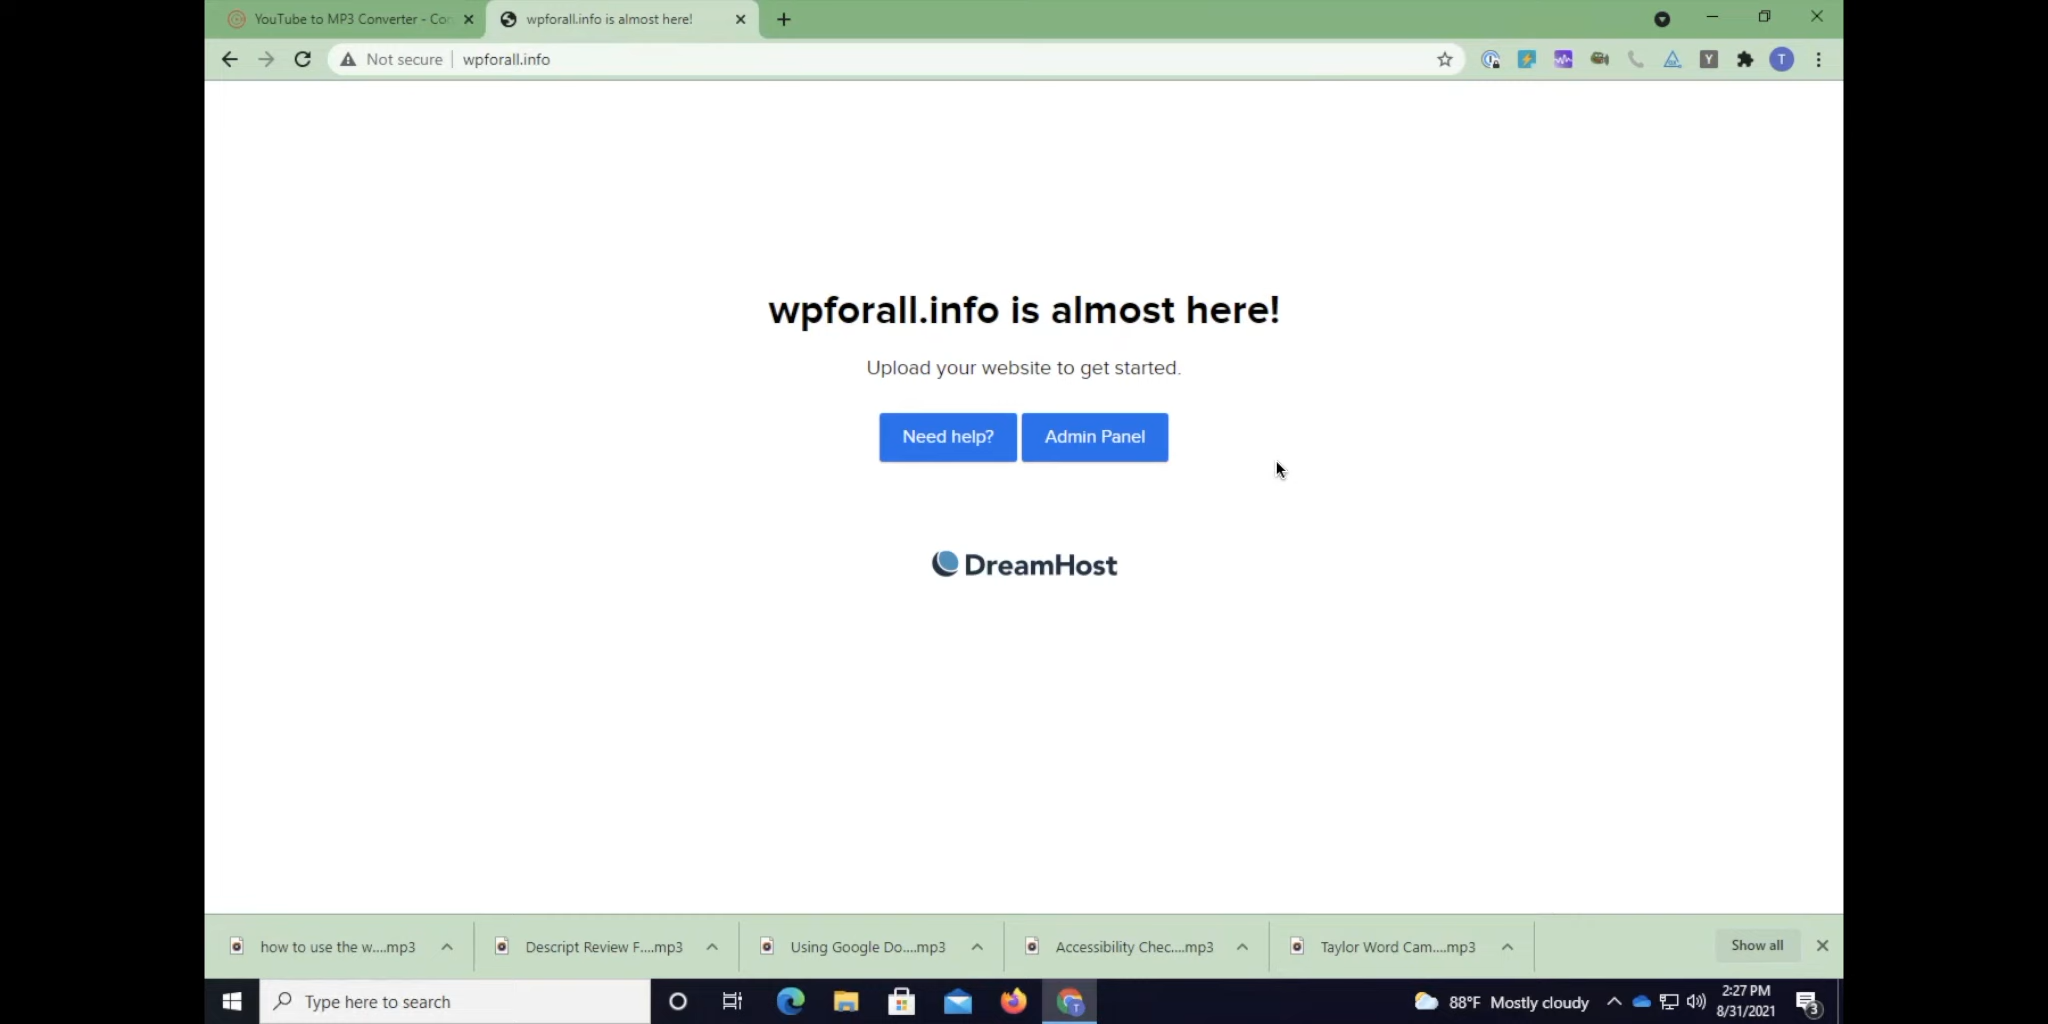 YouTube to MP3 Converter - Co
wpforall.info is almost here!
Not secure
wpforall.info
Y
T
wpforall.info is almost here!
Upload your website to get started.
Need help?
Admin Panel
DreamHost
how to use the w....mp3
Descript Review F....mp3
Using Google Do....mp3
Accessibility Chec....mp3
Taylor Word Cam....mp3
Show all
Type here to search
88°F Mostly cloudy
2:27 PM
8/31/2021
3